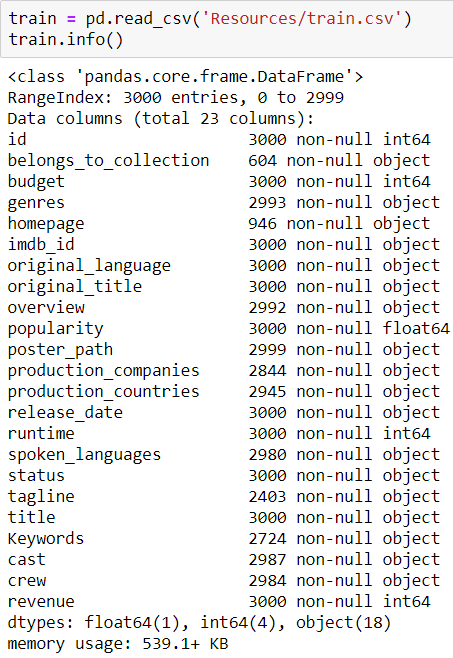 train = pd.read_csv('Resources/train.csv')
train.info()
<class 'pandas.core.frame.DataFrame'>
RangeIndex: 3000 entries, 0 to 2999
Data columns (total 23 columns):
id                       3000 non-null int64
belongs_to_collection    604 non-null object
budget                   3000 non-null int64
genres                   2993 non-null object
homepage                 946 non-null object
imdb_id                  3000 non-null object
original_language        3000 non-null object
original_title           3000 non-null object
overview                 2992 non-null object
popularity               3000 non-null float64
poster_path              2999 non-null object
production_companies     2844 non-null object
production_countries     2945 non-null object
release_date             3000 non-null object
runtime                  3000 non-null int64
spoken_languages         2980 non-null object
status                   3000 non-null object
tagline                  2403 non-null object
title                    3000 non-null object
Keywords                 2724 non-null object
cast                     2987 non-null object
crew                     2984 non-null object
revenue                  3000 non-null int64
dtypes: float64(1), int64(4), object(18)
memory usage: 539.1+ KB